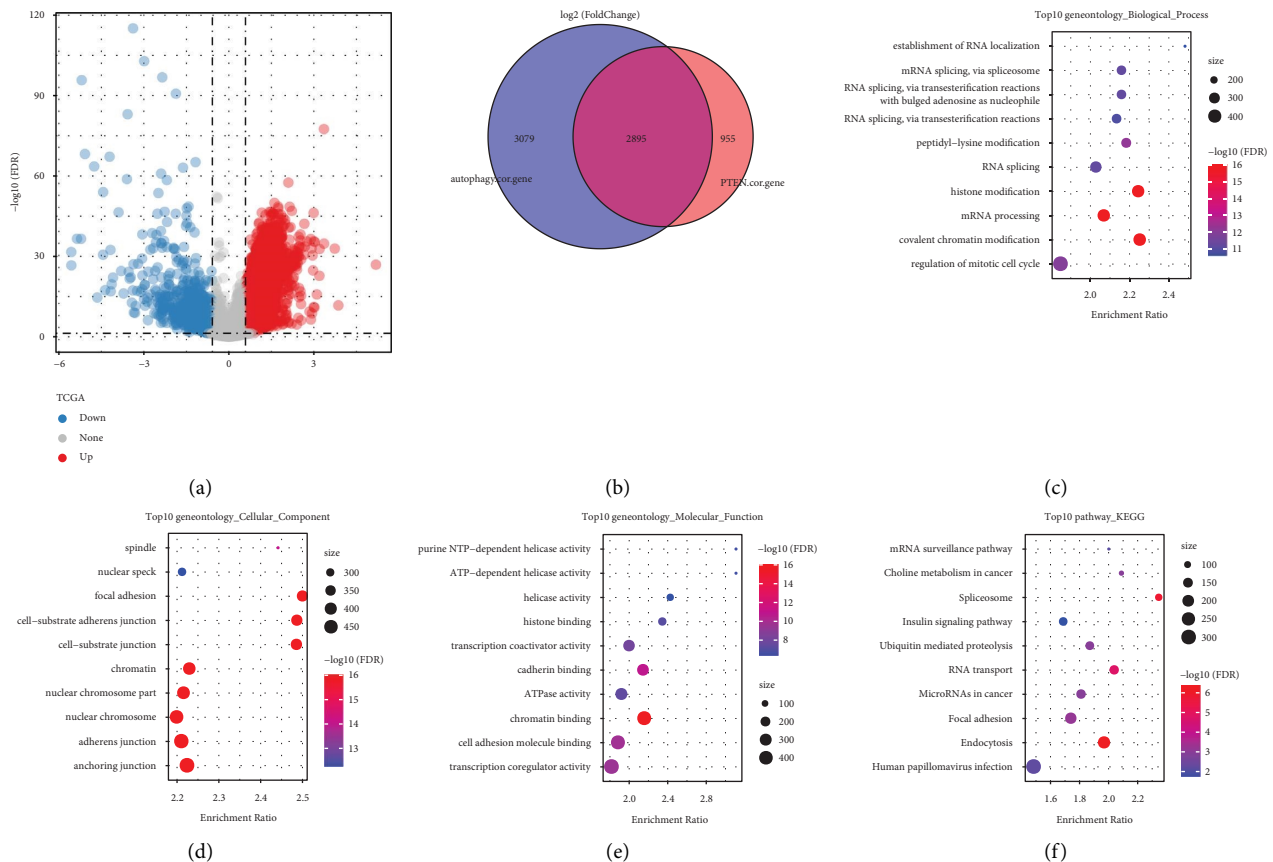 120
90
60
30
0
−log10 (FDR)
−6
−3
0
3
TCGA
Down
None
Up
(a)
log2 (FoldChange)
3079
2895
955
autophagy.cor.gene
PTEN.cor.gene
(b)
Top10 geneontology_Biological_Process
establishment of RNA localization
mRNA splicing, via spliceosome
RNA splicing, via transesterification reactions
with bulged adenosine as nucleophile
RNA splicing, via transesterification reactions
peptidyl−lysine modification
RNA splicing
histone modification
mRNA processing
covalent chromatin modification
regulation of mitotic cell cycle
2.0
2.2
2.4
Enrichment Ratio
size
200
300
400
−log10 (FDR)
16
15
14
13
12
11
(c)
Top10 geneontology_Cellular_Component
spindle
nuclear speck
focal adhesion
cell−substrate adherens junction
cell−substrate junction
chromatin
nuclear chromosome part
nuclear chromosome
adherens junction
anchoring junction
2.2
2.3
2.4
2.5
Enrichment Ratio
size
300
350
400
450
−log10 (FDR)
16
15
14
13
(d)
Top10 geneontology_Molecular_Function
purine NTP−dependent helicase activity
ATP−dependent helicase activity
helicase activity
histone binding
transcription coactivator activity
cadherin binding
ATPase activity
chromatin binding
cell adhesion molecule binding
transcription coregulator activity
2.0
2.4
2.8
Enrichment Ratio
−log10 (FDR)
16
14
12
10
8
size
100
200
300
400
(e)
Top10 pathway_KEGG
mRNA surveillance pathway
Choline metabolism in cancer
Spliceosome
Insulin signaling pathway
Ubiquitin mediated proteolysis
RNA transport
MicroRNAs in cancer
Focal adhesion
Endocytosis
Human papillomavirus infection
1.6
1.8
2.0
2.2
Enrichment Ratio
size
100
150
200
250
300
−log10 (FDR)
6
5
4
3
2
(f)